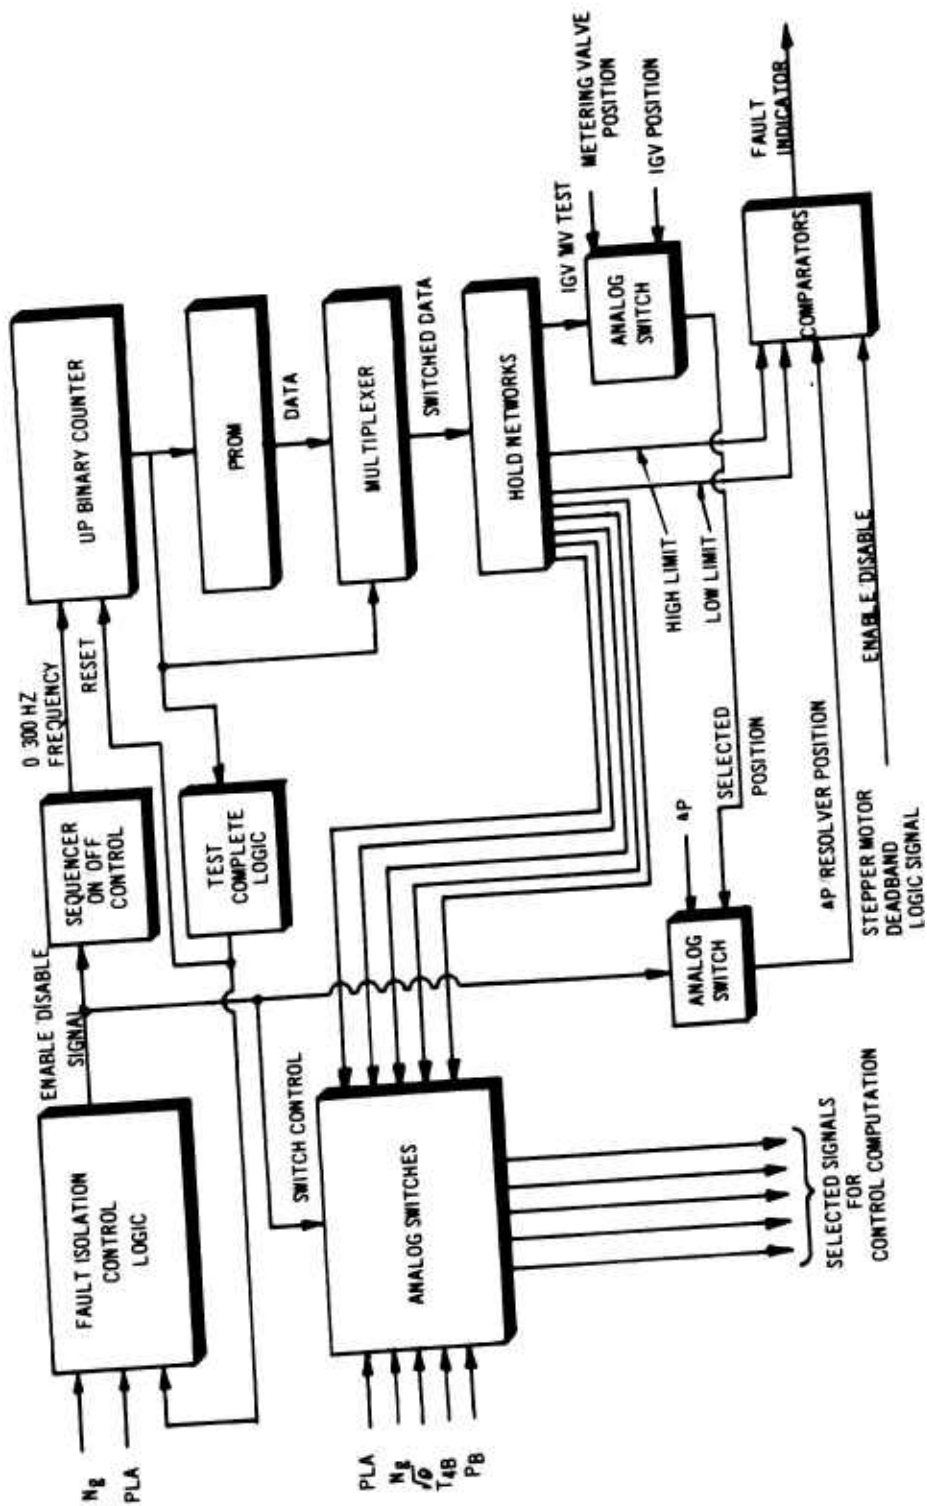 Ng
PLA
FAULT ISOLATION
CONTROL
LOGIC
ENABLE DISABLE
SIGNAL
SEQUENCER
ON OFF
CONTROL
0 300 HZ
FREQUENCY
RESET
UP BINARY COUNTER
TEST
COMPLETE
LOGIC
PROM
DATA
MULTIPLEXER
SWITCHED DATA
HOLD NETWORKS
SWITCH CONTROL
PLA
Ng
√θ
T4B
PB
ANALOG SWITCHES
SELECTED SIGNALS
FOR
CONTROL COMPUTATION
IGV MV TEST
METERING VALVE
POSITION
IGV POSITION
ANALOG
SWITCH
HIGH LIMIT
LOW LIMIT
ΔP
SELECTED
POSITION
ANALOG
SWITCH
ΔP RESOLVER POSITION
STEPPER MOTOR
DEADBAND
LOGIC SIGNAL
ENABLE DISABLE
COMPARATORS
FAULT
INDICATOR